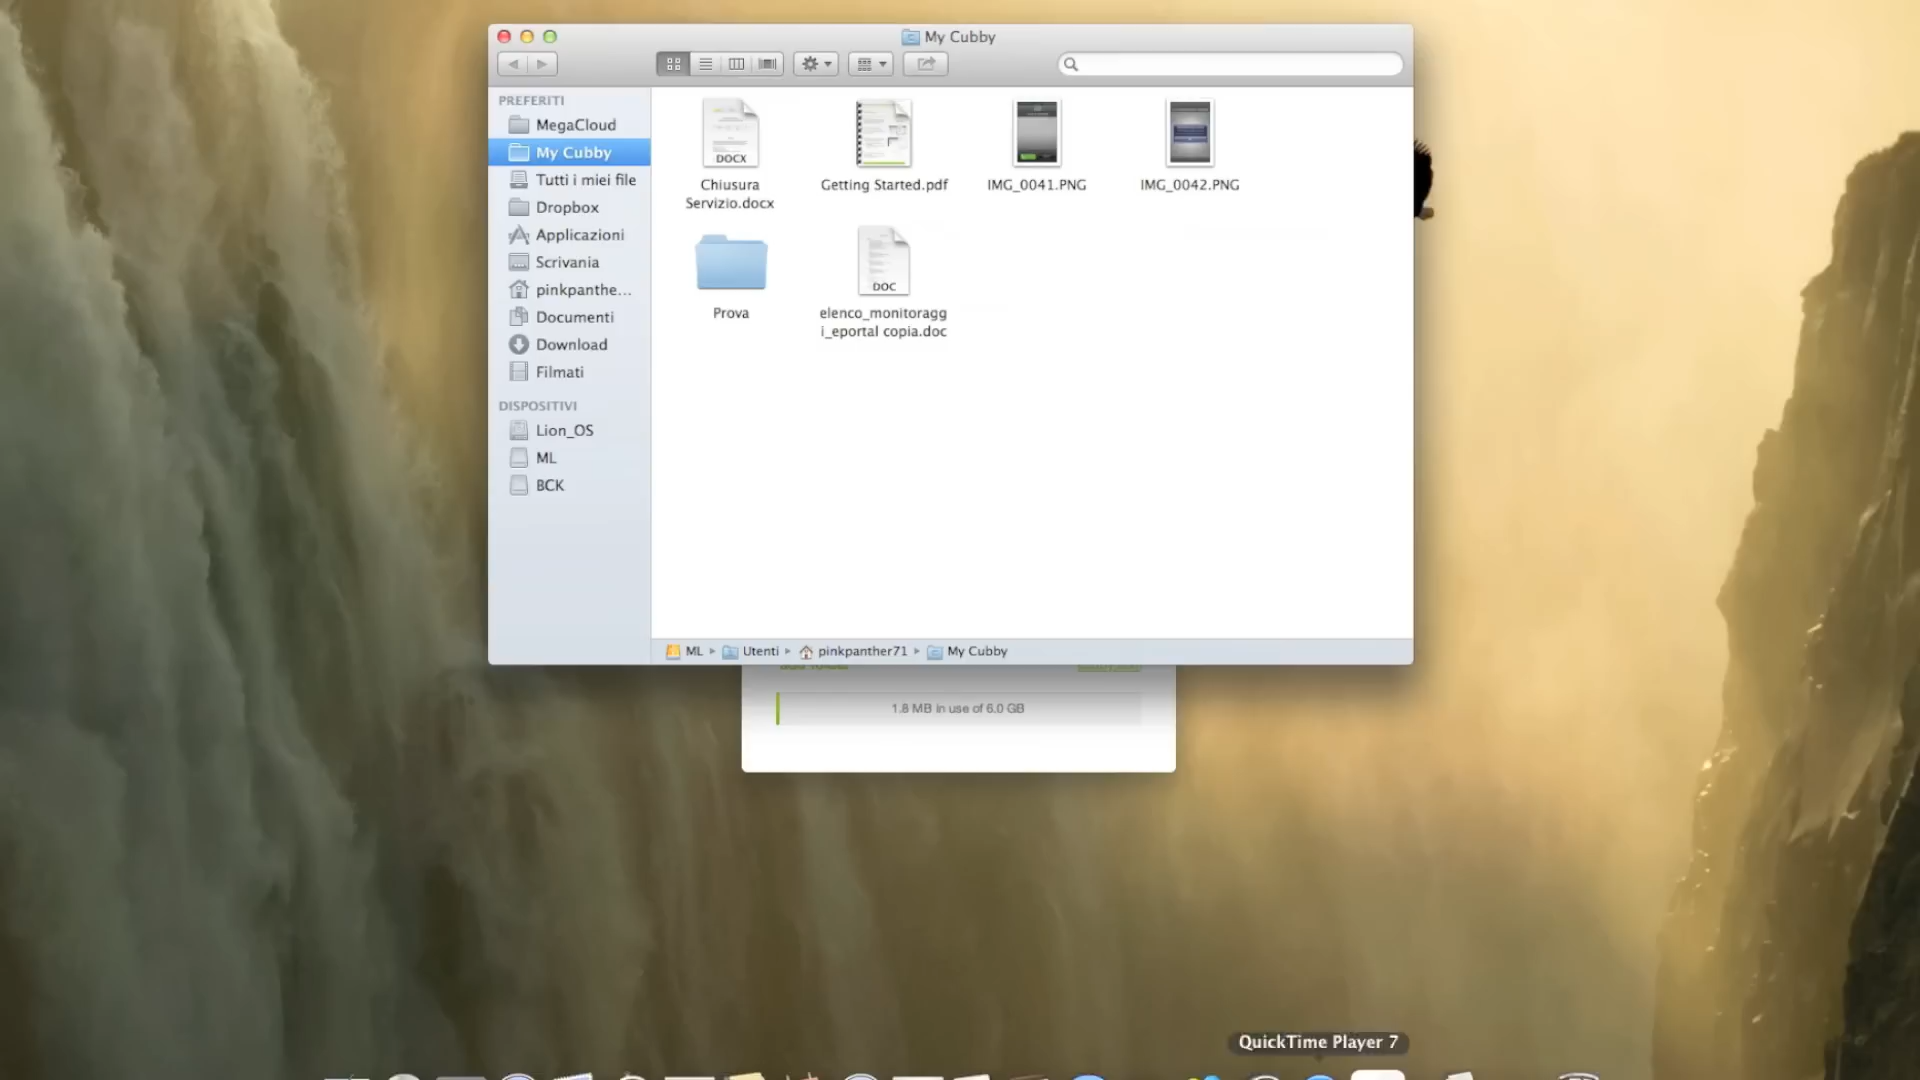 My Cubby
PREFERITI
MegaCloud
My Cubby
Tutti i miei file
Dropbox
Applicazioni
Scrivania
pinkpanthe...
Documenti
Download
Filmati
DISPOSITIVI
Lion_OS
ML
BCK
DOCX
Chiusura
Servizio.docx
Getting Started.pdf
IMG_0041.PNG
IMG_0042.PNG
Prova
DOC
elenco_monitoragg
i_eportal copia.doc
ML ▸ Utenti ▸ pinkpanther71 ▸ My Cubby
1.8 MB in use of 6.0 GB
QuickTime Player 7